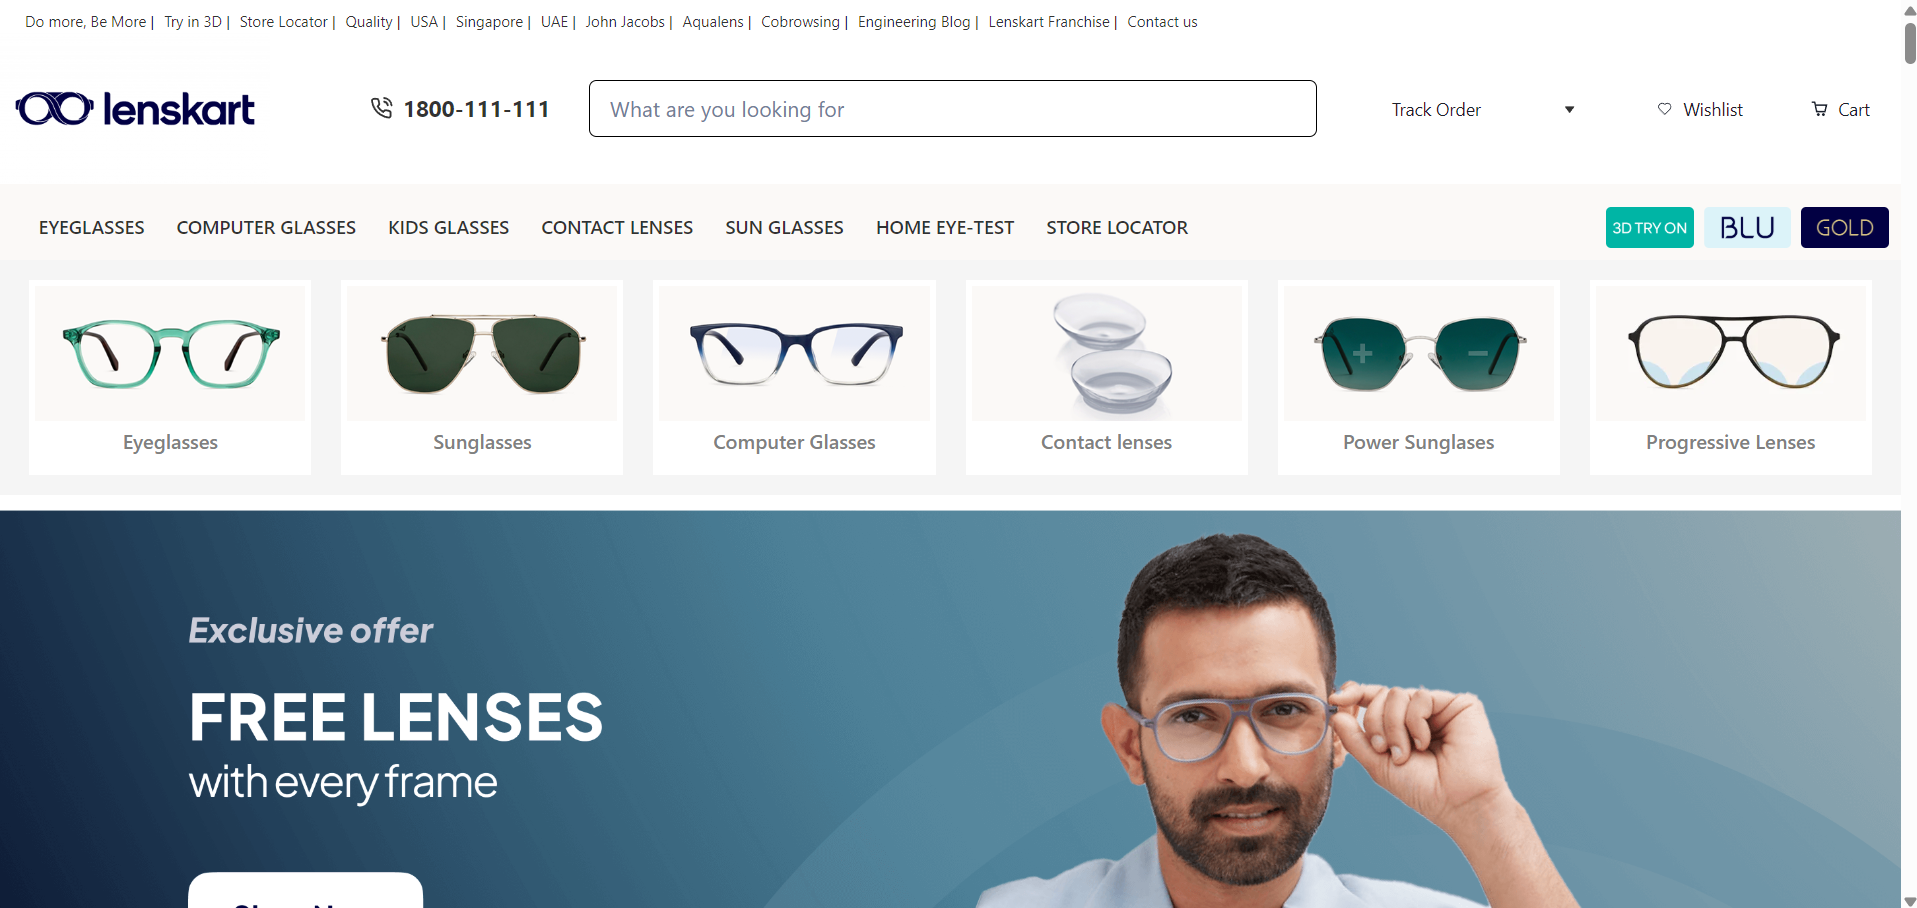 Do more, Be More | Try in 3D | Store Locator | Quality | USA | Singapore | UAE | John Jacobs | Aqualens | Cobrowsing | Engineering Blog | Lenskart Franchise | Contact us
lenskart 1800-111-111 What are you looking for Track Order Wishlist Cart
EYEGLASSES COMPUTER GLASSES KIDS GLASSES CONTACT LENSES SUN GLASSES HOME EYE-TEST STORE LOCATOR 3D TRY ON BLU GOLD
Eyeglasses Sunglasses Computer Glasses Contact lenses Power Sunglases Progressive Lenses
Exclusive offer
FREE LENSES
with every frame